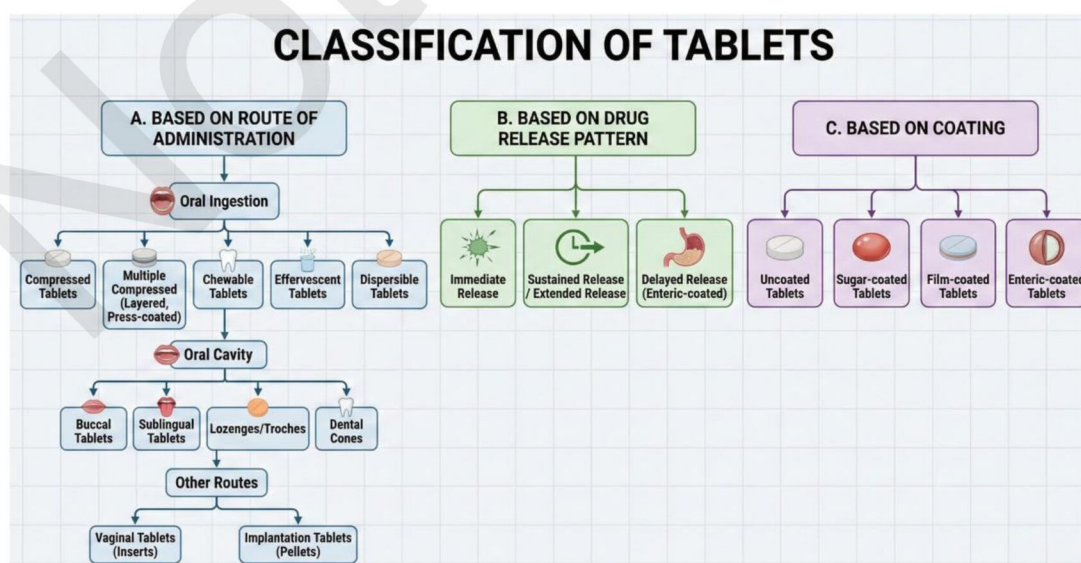 CLASSIFICATION OF TABLETS
A. BASED ON ROUTE OF
ADMINISTRATION
Oral Ingestion
Compressed
Tablets
Multiple
Compressed
(Layered,
Press-coated)
Chewable
Tablets
Effervescent
Tablets
Dispersible
Tablets
Oral Cavity
Buccal
Tablets
Sublingual
Tablets
Lozenges/Troches
Dental
Cones
Other Routes
Vaginal Tablets
(Inserts)
Implantation Tablets
(Pellets)
B. BASED ON DRUG
RELEASE PATTERN
Immediate
Release
Sustained Release
/ Extended Release
Delayed Release
(Enteric-coated)
C. BASED ON COATING
Uncoated
Tablets
Sugar-coated
Tablets
Film-coated
Tablets
Enteric-coated
Tablets